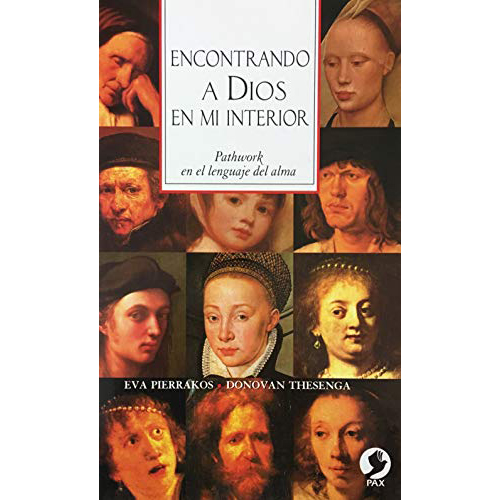 ENCONTRANDO
A DIOS
EN MI INTERIOR
Pathwork
en el lenguaje del alma
EVA PIERRAKOS • DONOVAN THESENGA
PAX